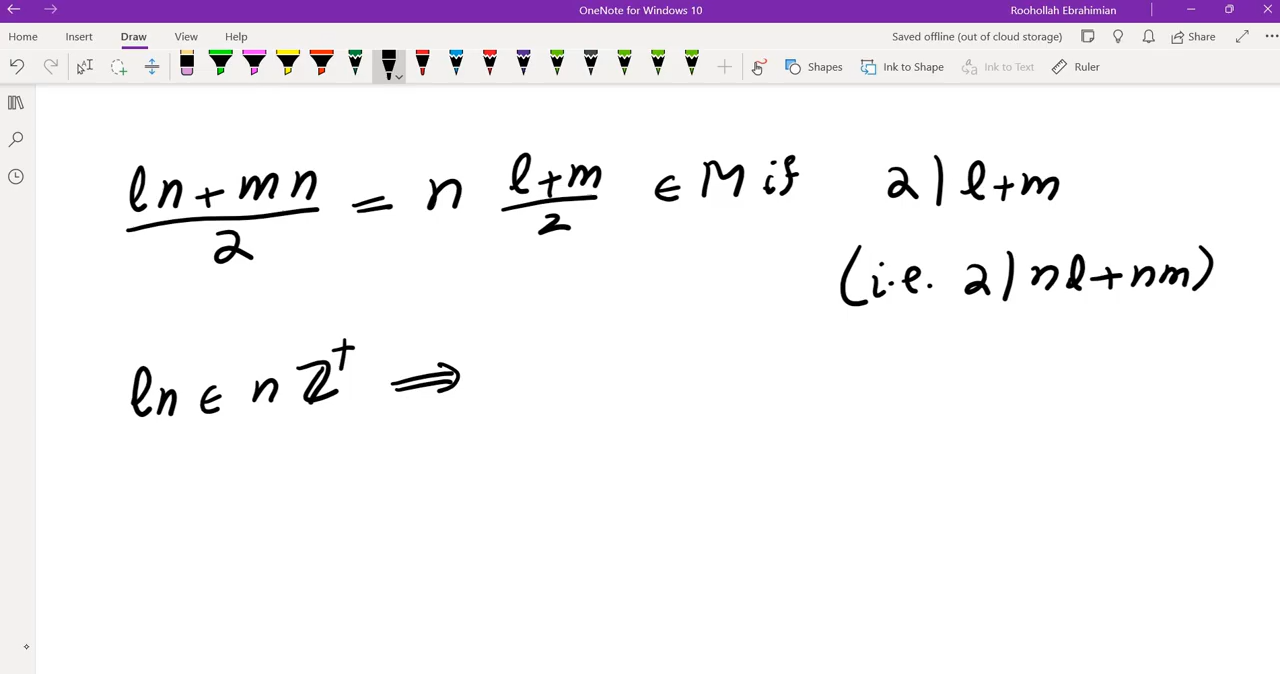 OneNote for Windows 10
Roohollah Ebrahimian
Home Insert Draw View Help
Saved offline (out of cloud storage)
Share
Shapes
Ink to Shape
Ink to Text
Ruler
(ln + mn)/2 = n (l+m)/2 ∈ M if 2 | l+m
(i.e. 2 | nl + nm)
ln ∈ n ℤ⁺ ⟹